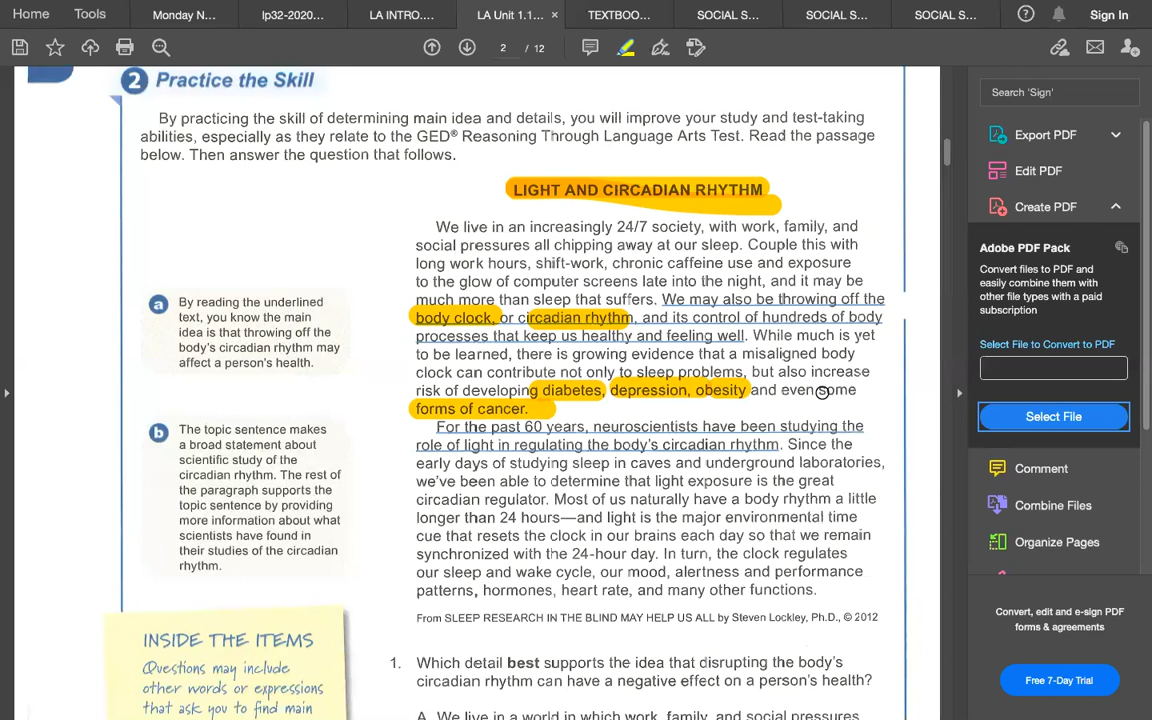 Home
Tools
Monday N...
lp32-2020...
LA INTRO....
LA Unit 1.1...
TEXTBOO...
SOCIAL S...
SOCIAL S...
SOCIAL S...
Sign In
2 / 12
2 Practice the Skill
By practicing the skill of determining main idea and details, you will improve your study and test-taking
abilities, especially as they relate to the GED® Reasoning Through Language Arts Test. Read the passage
below. Then answer the question that follows.
LIGHT AND CIRCADIAN RHYTHM
We live in an increasingly 24/7 society, with work, family, and
social pressures all chipping away at our sleep. Couple this with
long work hours, shift-work, chronic caffeine use and exposure
to the glow of computer screens late into the night, and it may be
much more than sleep that suffers. We may also be throwing off the
body clock, or circadian rhythm, and its control of hundreds of body
processes that keep us healthy and feeling well. While much is yet
to be learned, there is growing evidence that a misaligned body
clock can contribute not only to sleep problems, but also increase
risk of developing diabetes, depression, obesity and even some
forms of cancer.
For the past 60 years, neuroscientists have been studying the
role of light in regulating the body's circadian rhythm. Since the
early days of studying sleep in caves and underground laboratories,
we've been able to determine that light exposure is the great
circadian regulator. Most of us naturally have a body rhythm a little
longer than 24 hours—and light is the major environmental time
cue that resets the clock in our brains each day so that we remain
synchronized with the 24-hour day. In turn, the clock regulates
our sleep and wake cycle, our mood, alertness and performance
patterns, hormones, heart rate, and many other functions.
From SLEEP RESEARCH IN THE BLIND MAY HELP US ALL by Steven Lockley, Ph.D., © 2012
a By reading the underlined
text, you know the main
idea is that throwing off the
body's circadian rhythm may
affect a person's health.
b The topic sentence makes
a broad statement about
scientific study of the
circadian rhythm. The rest of
the paragraph supports the
topic sentence by providing
more information about what
scientists have found in
their studies of the circadian
rhythm.
INSIDE THE ITEMS
Questions may include
other words or expressions
that ask you to find main
1. Which detail best supports the idea that disrupting the body's
circadian rhythm can have a negative effect on a person's health?
A. We live in a world in which work, family, and social pressures
Search 'Sign'
Export PDF
Edit PDF
Create PDF
Adobe PDF Pack
Convert files to PDF and
easily combine them with
other file types with a paid
subscription
Select File to Convert to PDF
Select File
Comment
Combine Files
Organize Pages
Convert, edit and e-sign PDF
forms & agreements
Free 7-Day Trial